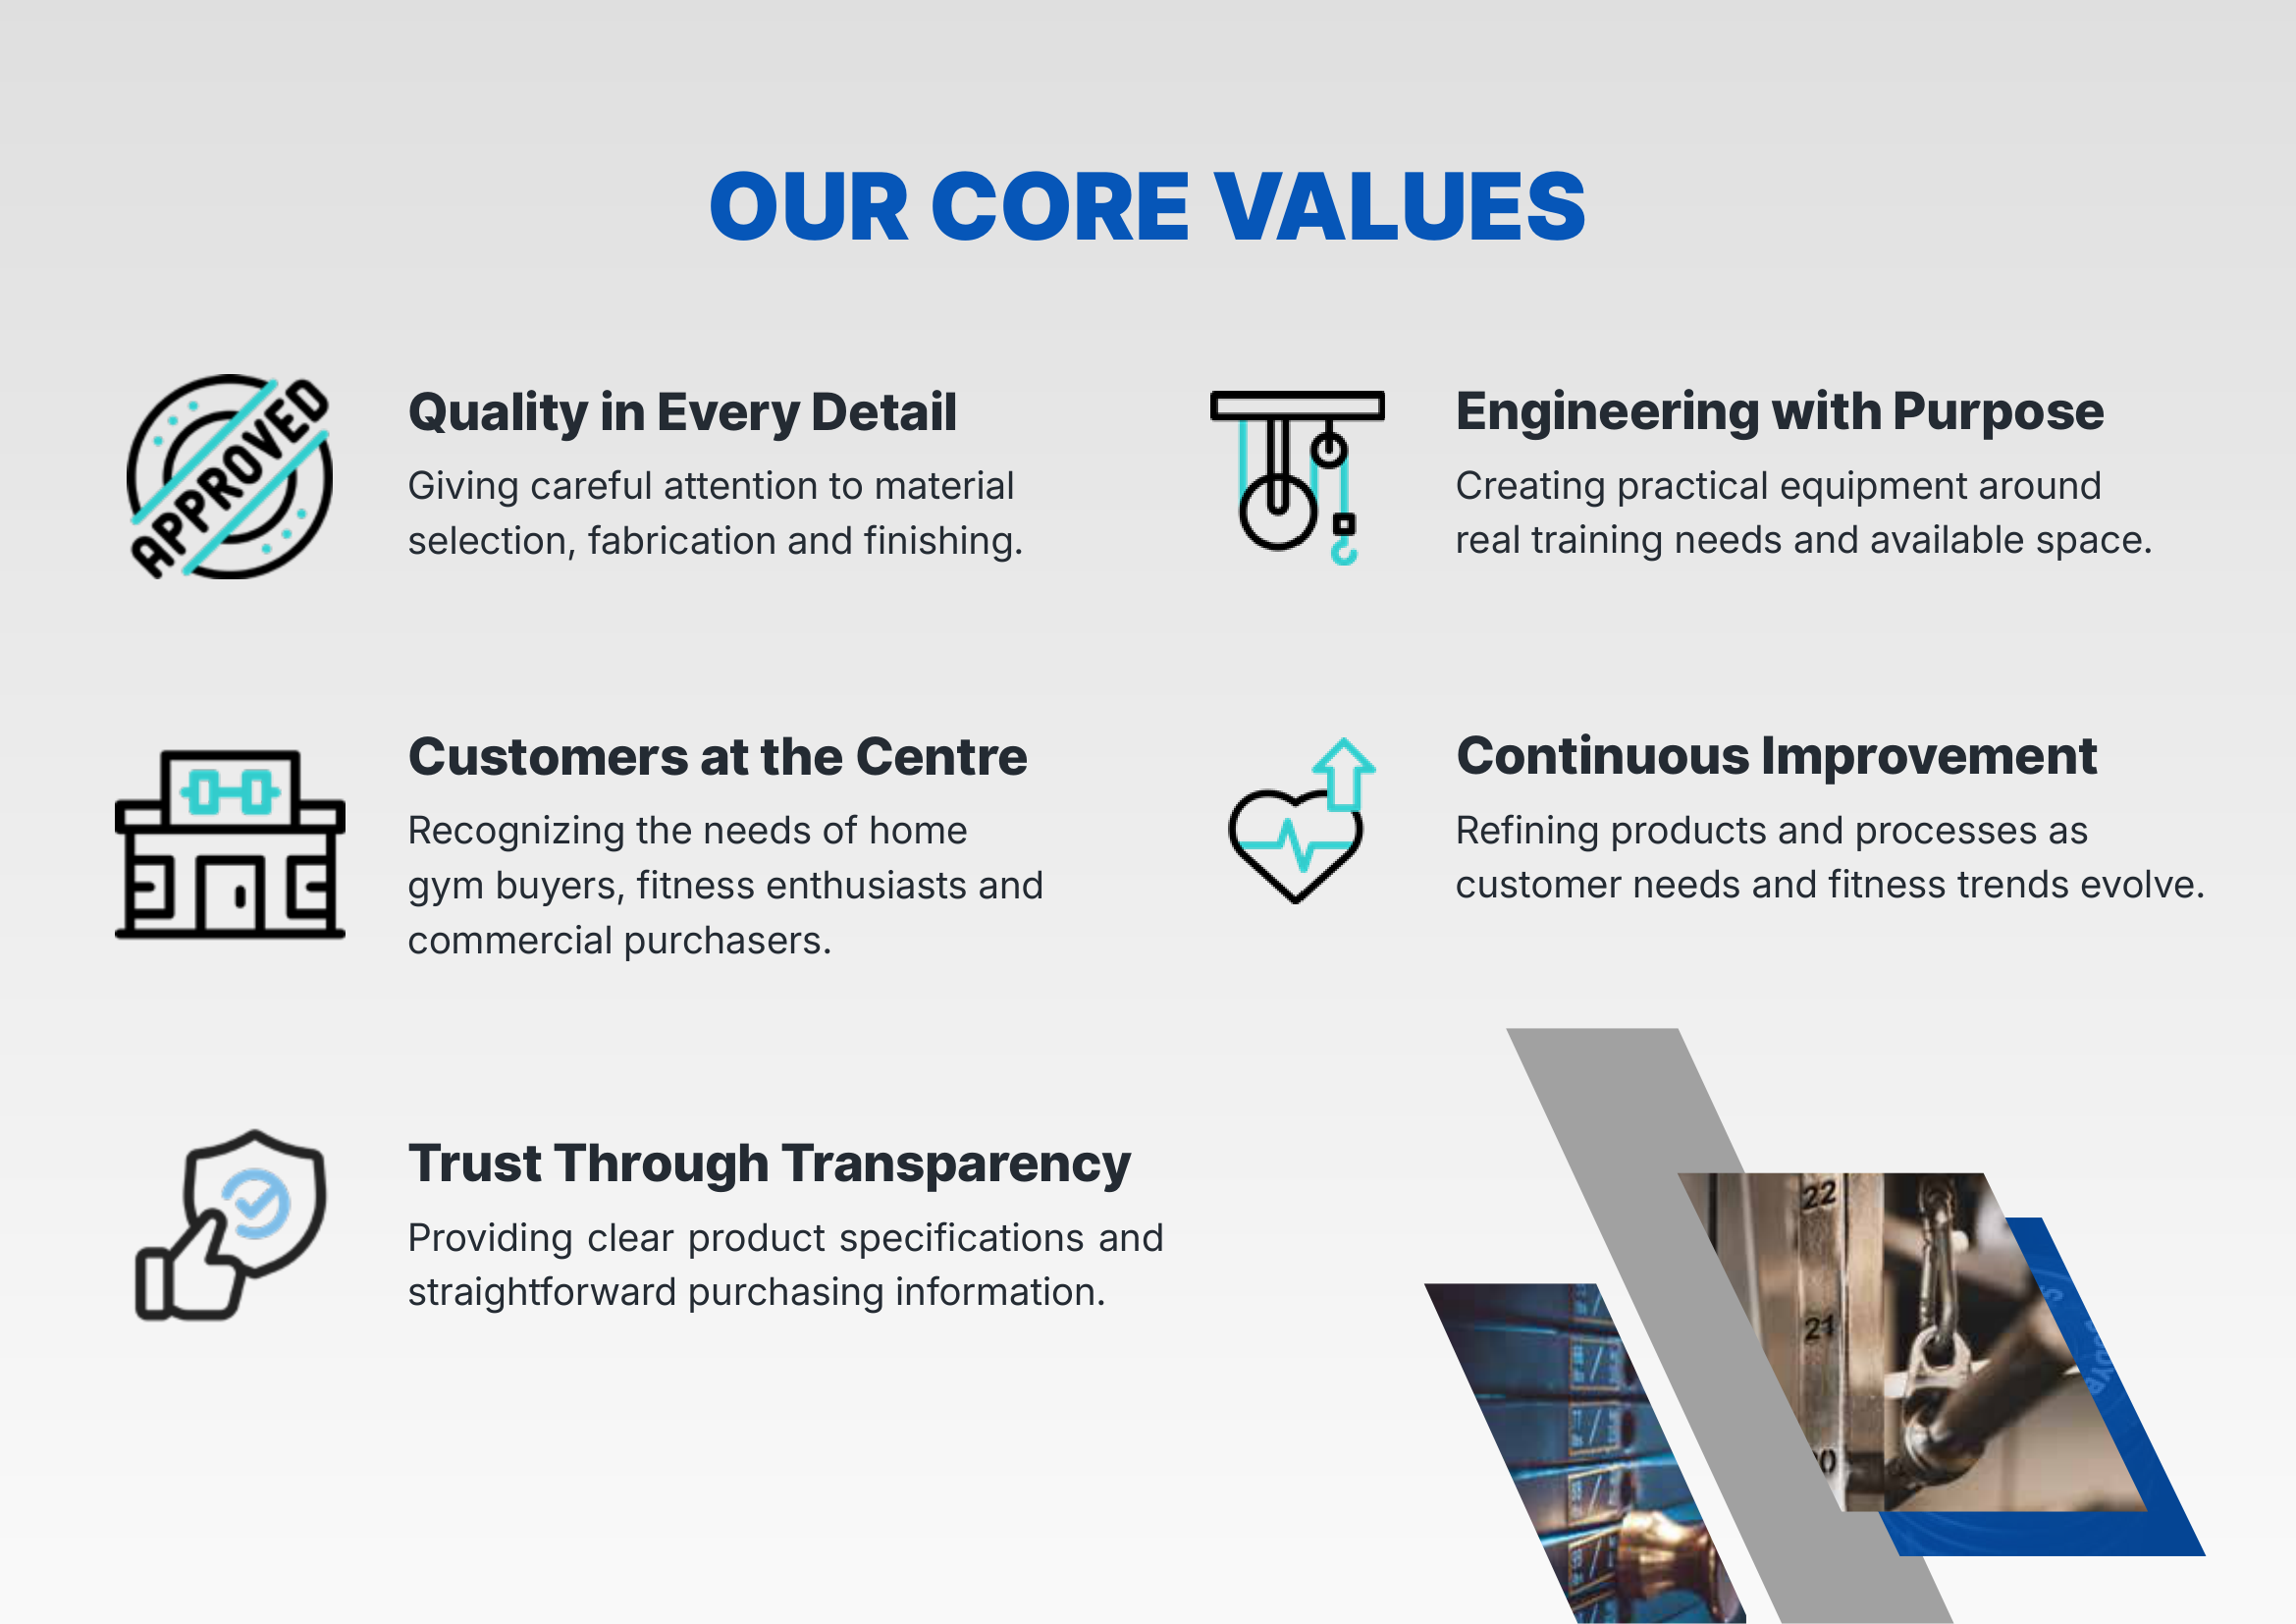 OUR CORE VALUES
APPROVED
Quality in Every Detail
Giving careful attention to material
selection, fabrication and finishing.
Engineering with Purpose
Creating practical equipment around
real training needs and available space.
Customers at the Centre
Recognizing the needs of home
gym buyers, fitness enthusiasts and
commercial purchasers.
Continuous Improvement
Refining products and processes as
customer needs and fitness trends evolve.
Trust Through Transparency
Providing clear product specifications and
straightforward purchasing information.
22
21